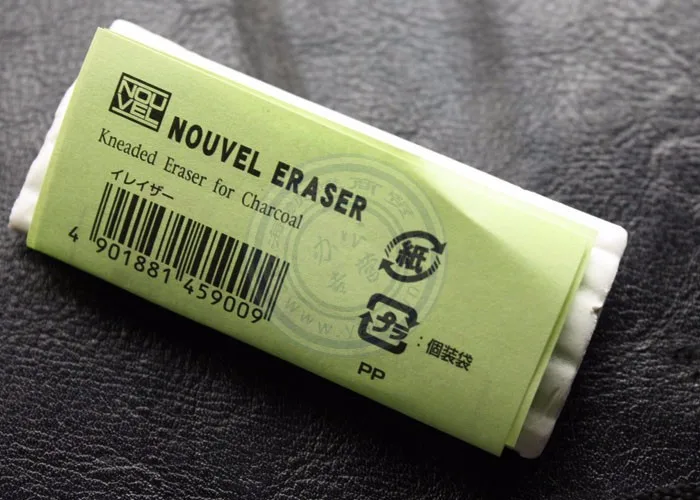 NOU
VEL
NOUVEL ERASER
Kneaded Eraser for Charcoal
イレイザー
4 901881 459009
紙
プラ
:個装袋
PP